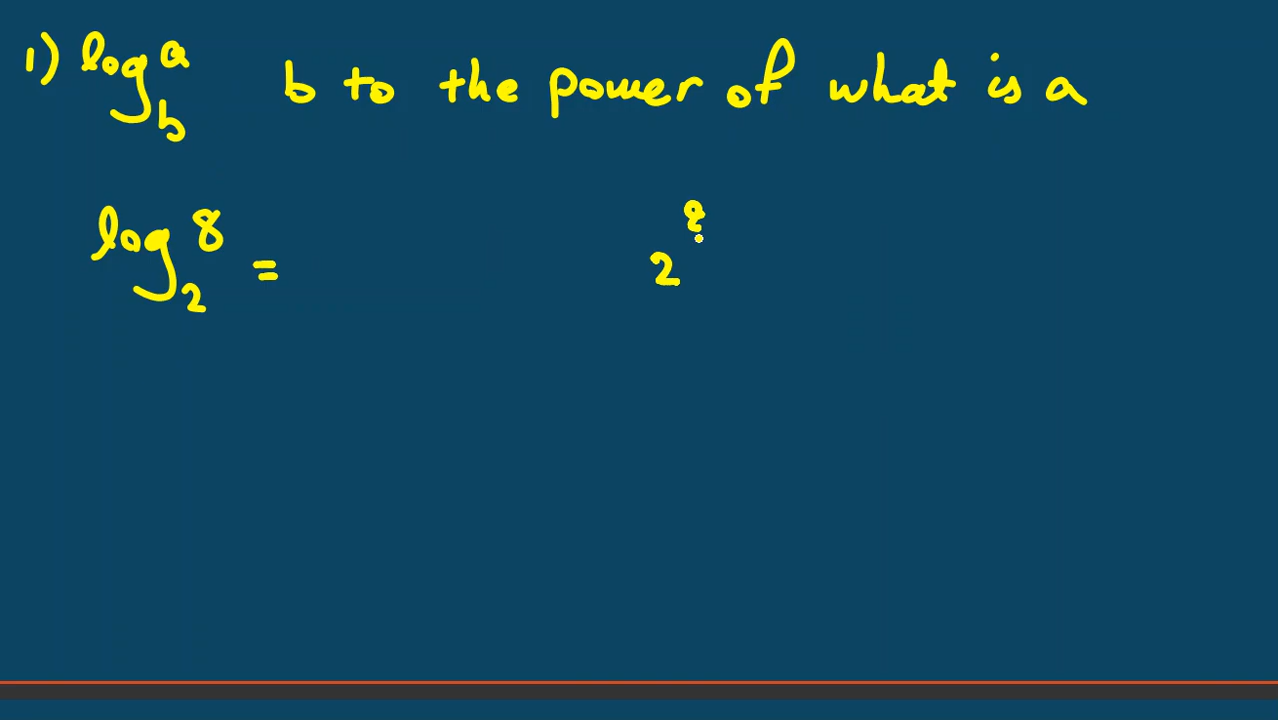 1) log_b a b to the power of what is a
log_2 8 = 2^?